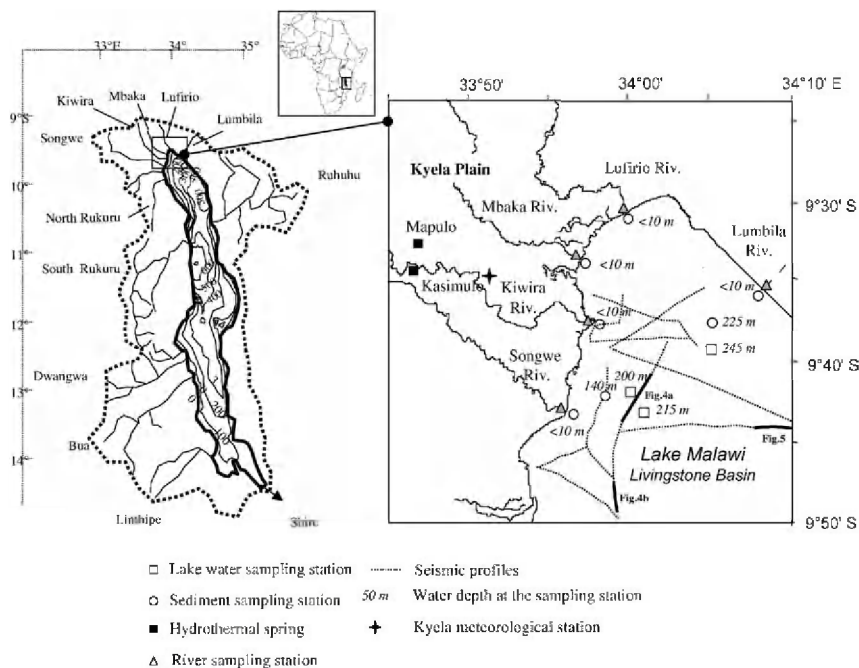 33°E 34° 35°
Kiwira
Mbaka
Lufirio
Lumbila
Songwe
9°S
10°
11°
12°
13°
14°
Ruhuhu
North Rukuru
South Rukuru
Dwangwa
Bua
Linthipe
33°50' 34°00' 34°10' E
9°30' S
9°40' S
9°50' S
Kyela Plain
Lufirio Riv.
Mbaka Riv.
Mapulo
Lumbila
Riv.
Kasimulo
Kiwira
Riv.
Songwe
Riv.
<10 m
<10 m
<10 m
<10 m
<10 m
225 m
245 m
200 m
140 m
215 m
Fig.4a
Fig.5
Fig.4b
Lake Malawi
Livingstone Basin
Lake water sampling station
Sediment sampling station
Hydrothermal spring
River sampling station
Seismic profiles
50 m Water depth at the sampling station
Kyela meteorological station